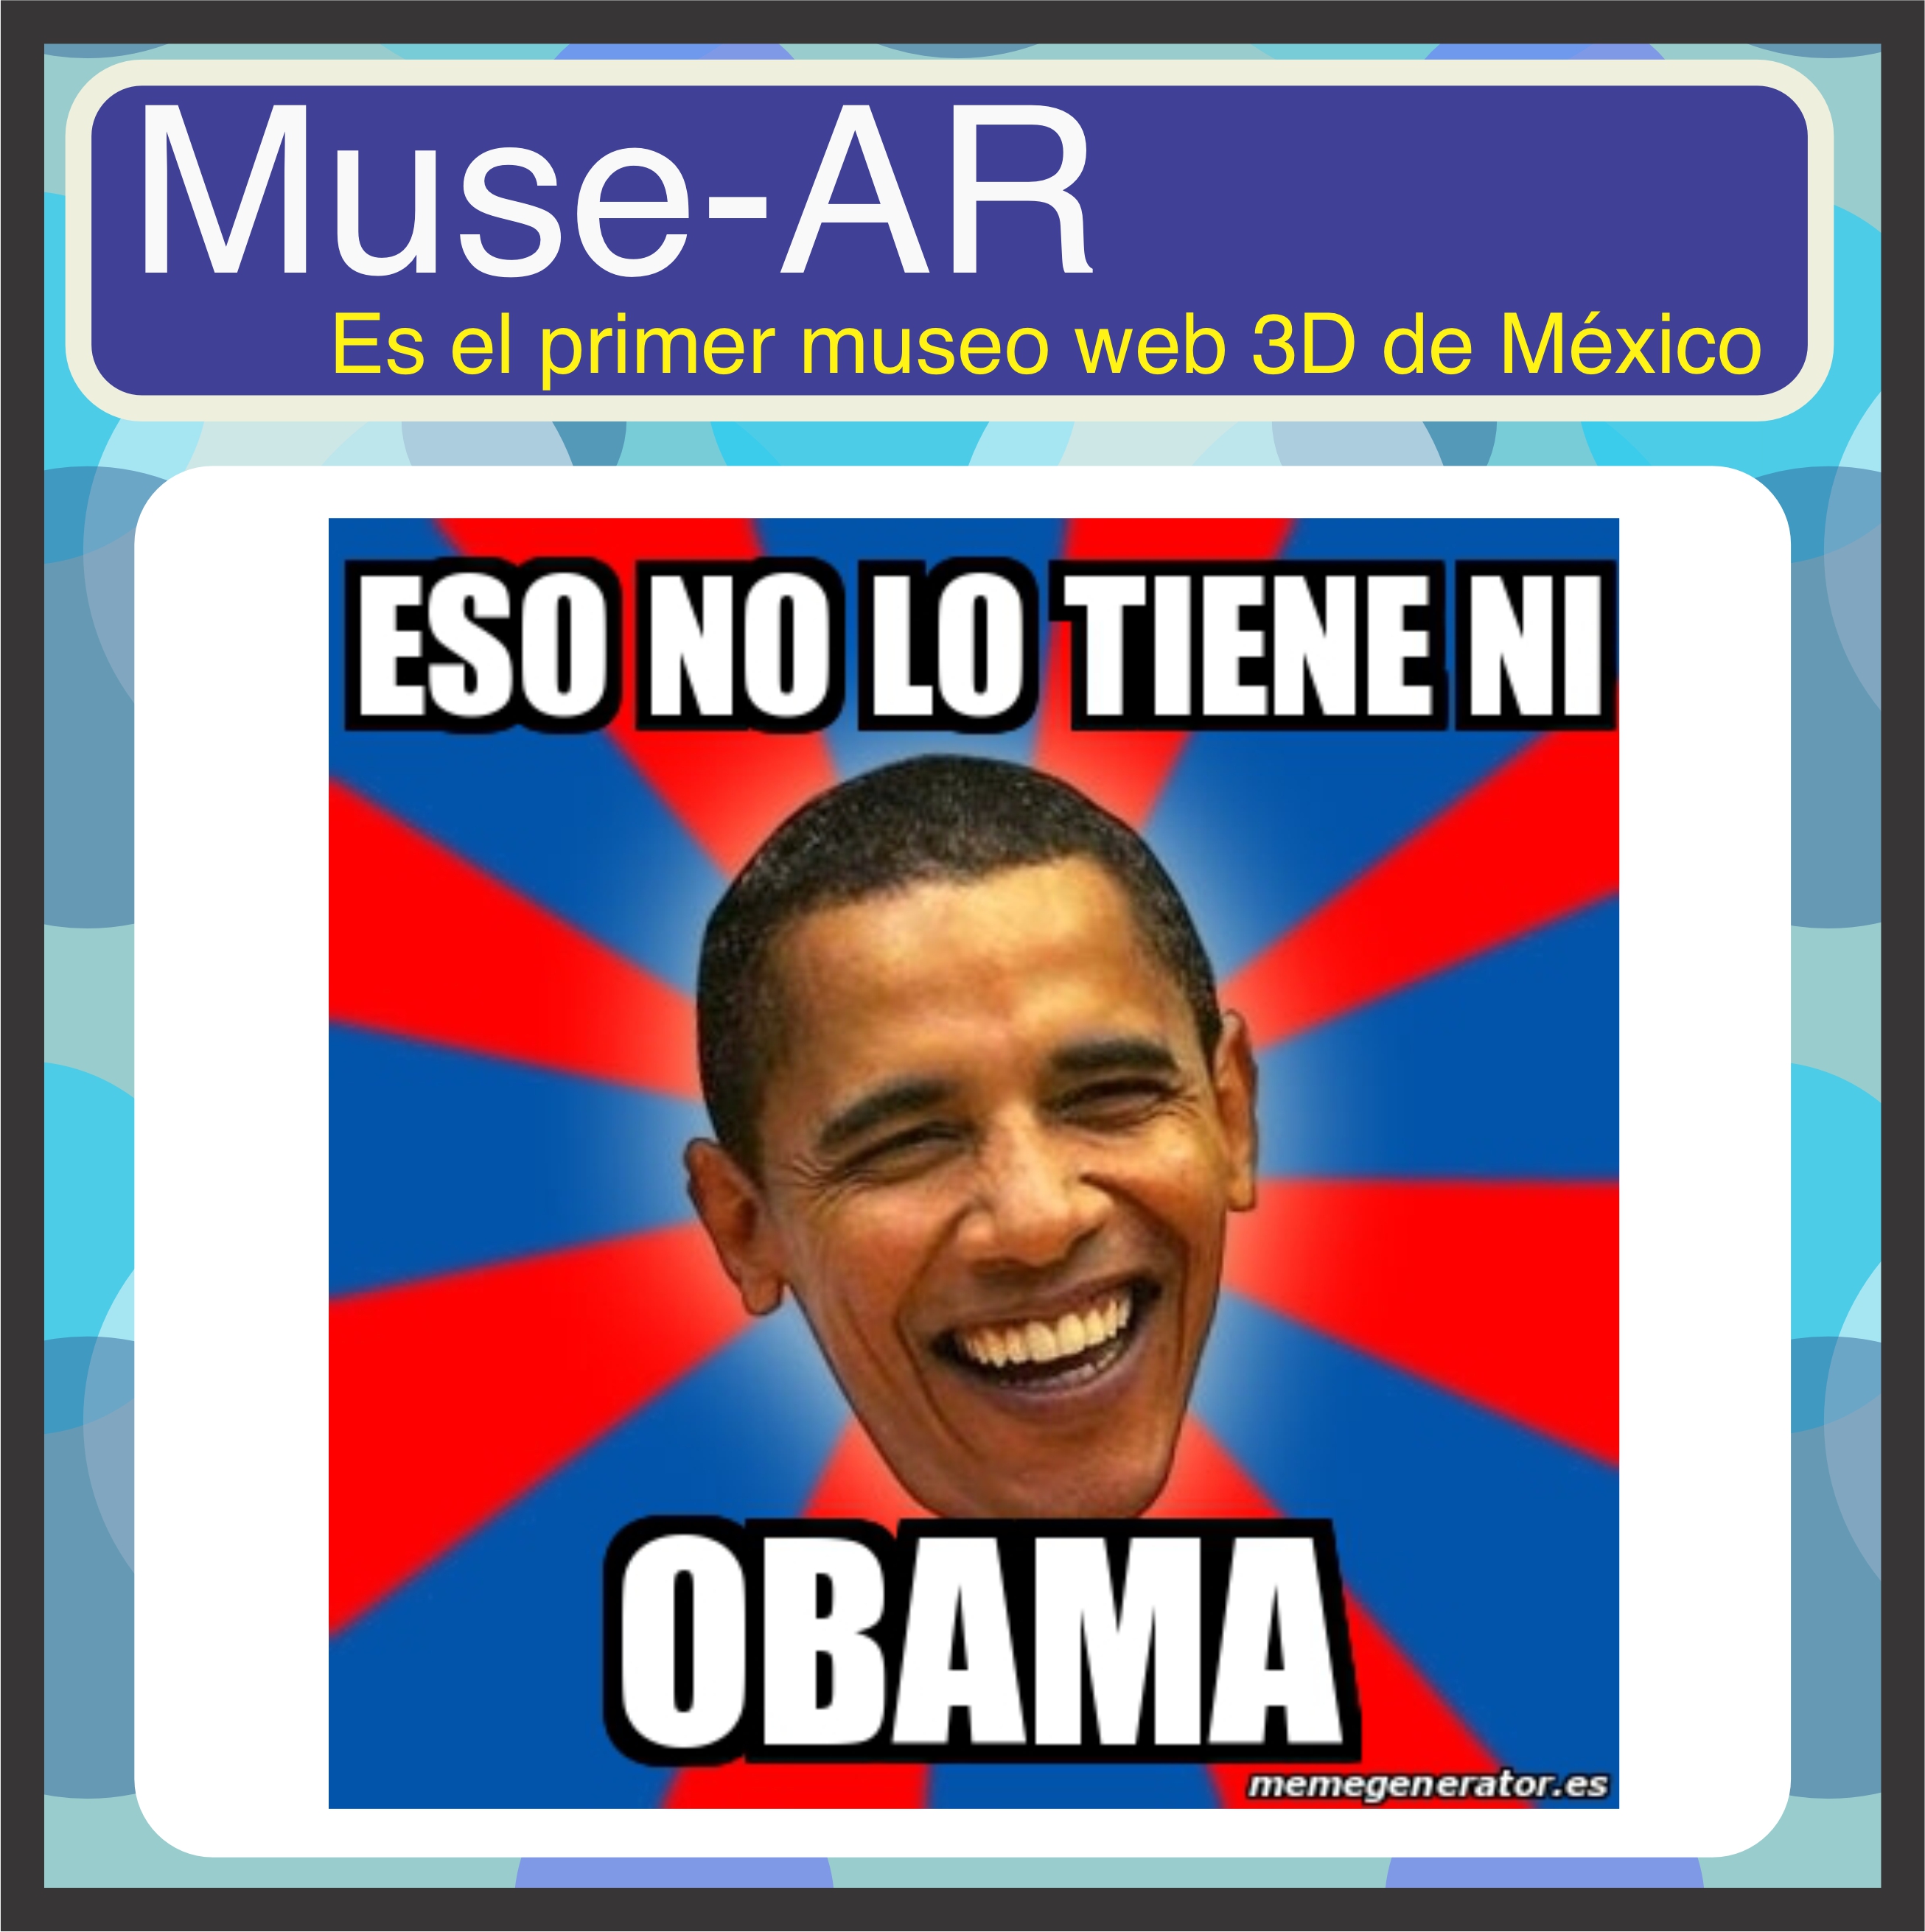 Muse-AR
Es el primer museo web 3D de México
ESO NO LO TIENE NI
OBAMA
memegenerator.es